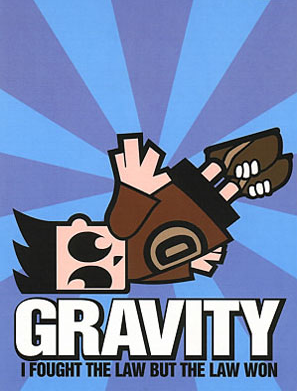 D
GRAVITY
I FOUGHT THE LAW BUT THE LAW WON